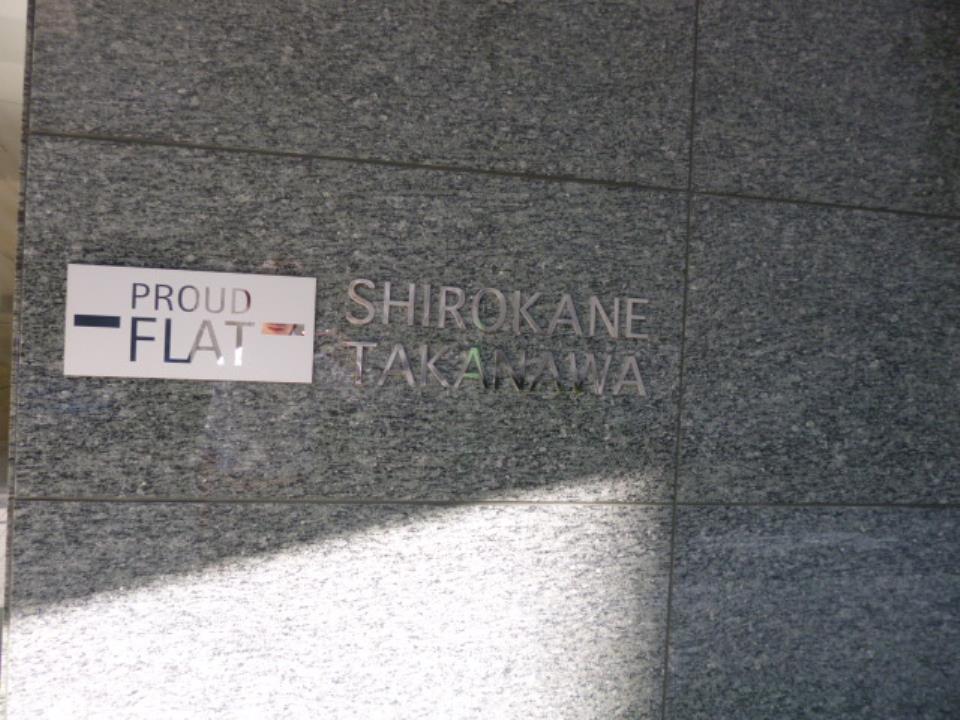 PROUD
FLAT
SHIROKANE
TAKANAWA